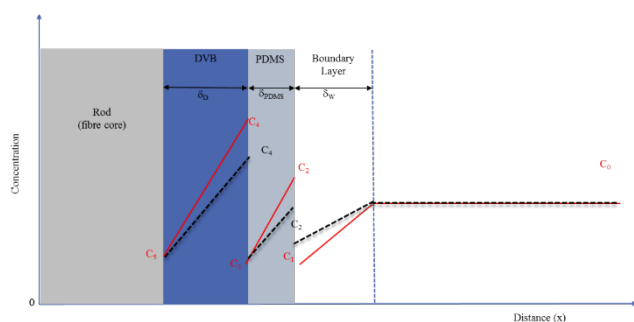 DVB
PDMS
Boundary
Layer
δD
δPDMS
δW
Rod
(fibre core)
C4
C4
C2
C0
C2
C5
C3
C1
Concentration
0
Distance (x)